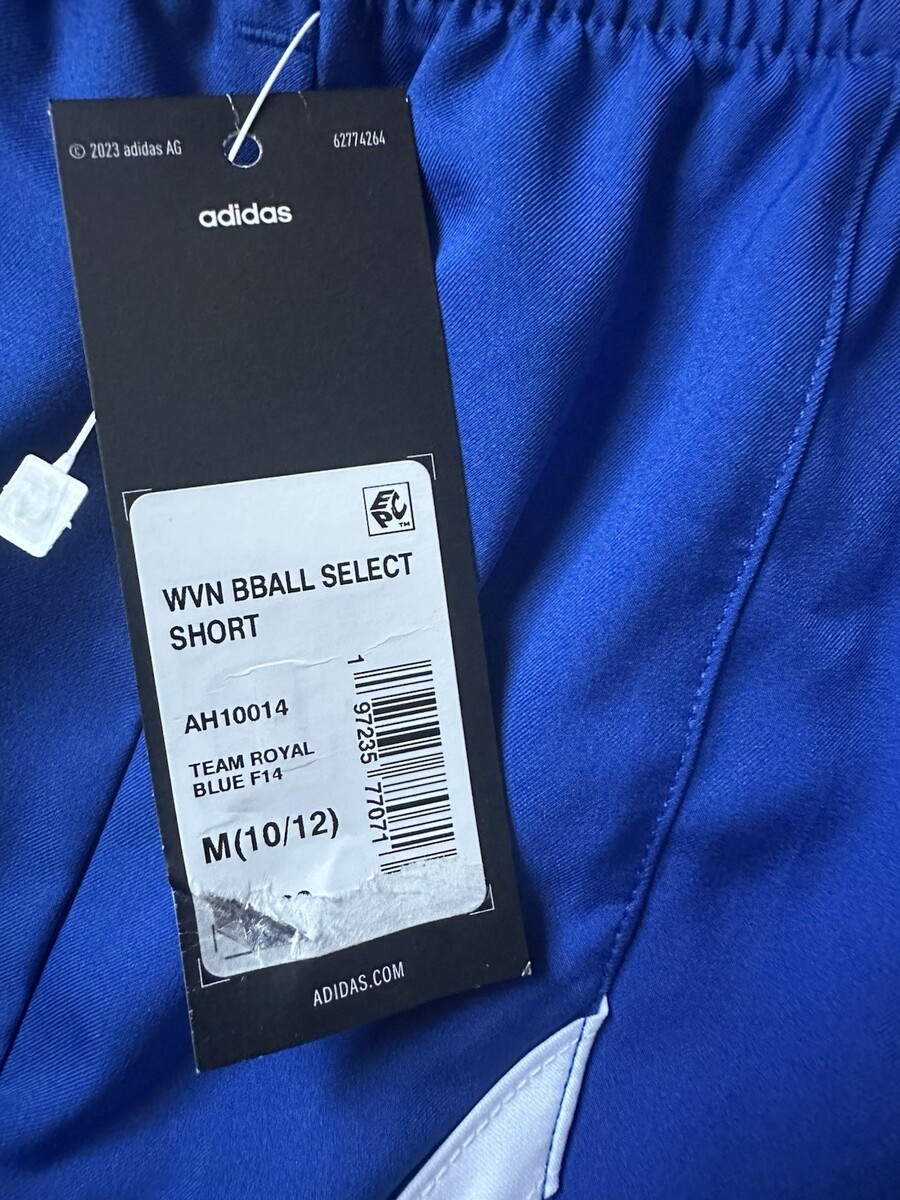 © 2023 adidas AG
62774264
adidas
EPC™
WVN BBALL SELECT
SHORT
AH10014
TEAM ROYAL
BLUE F14
M(10/12)
1 97235 77071
ADIDAS.COM